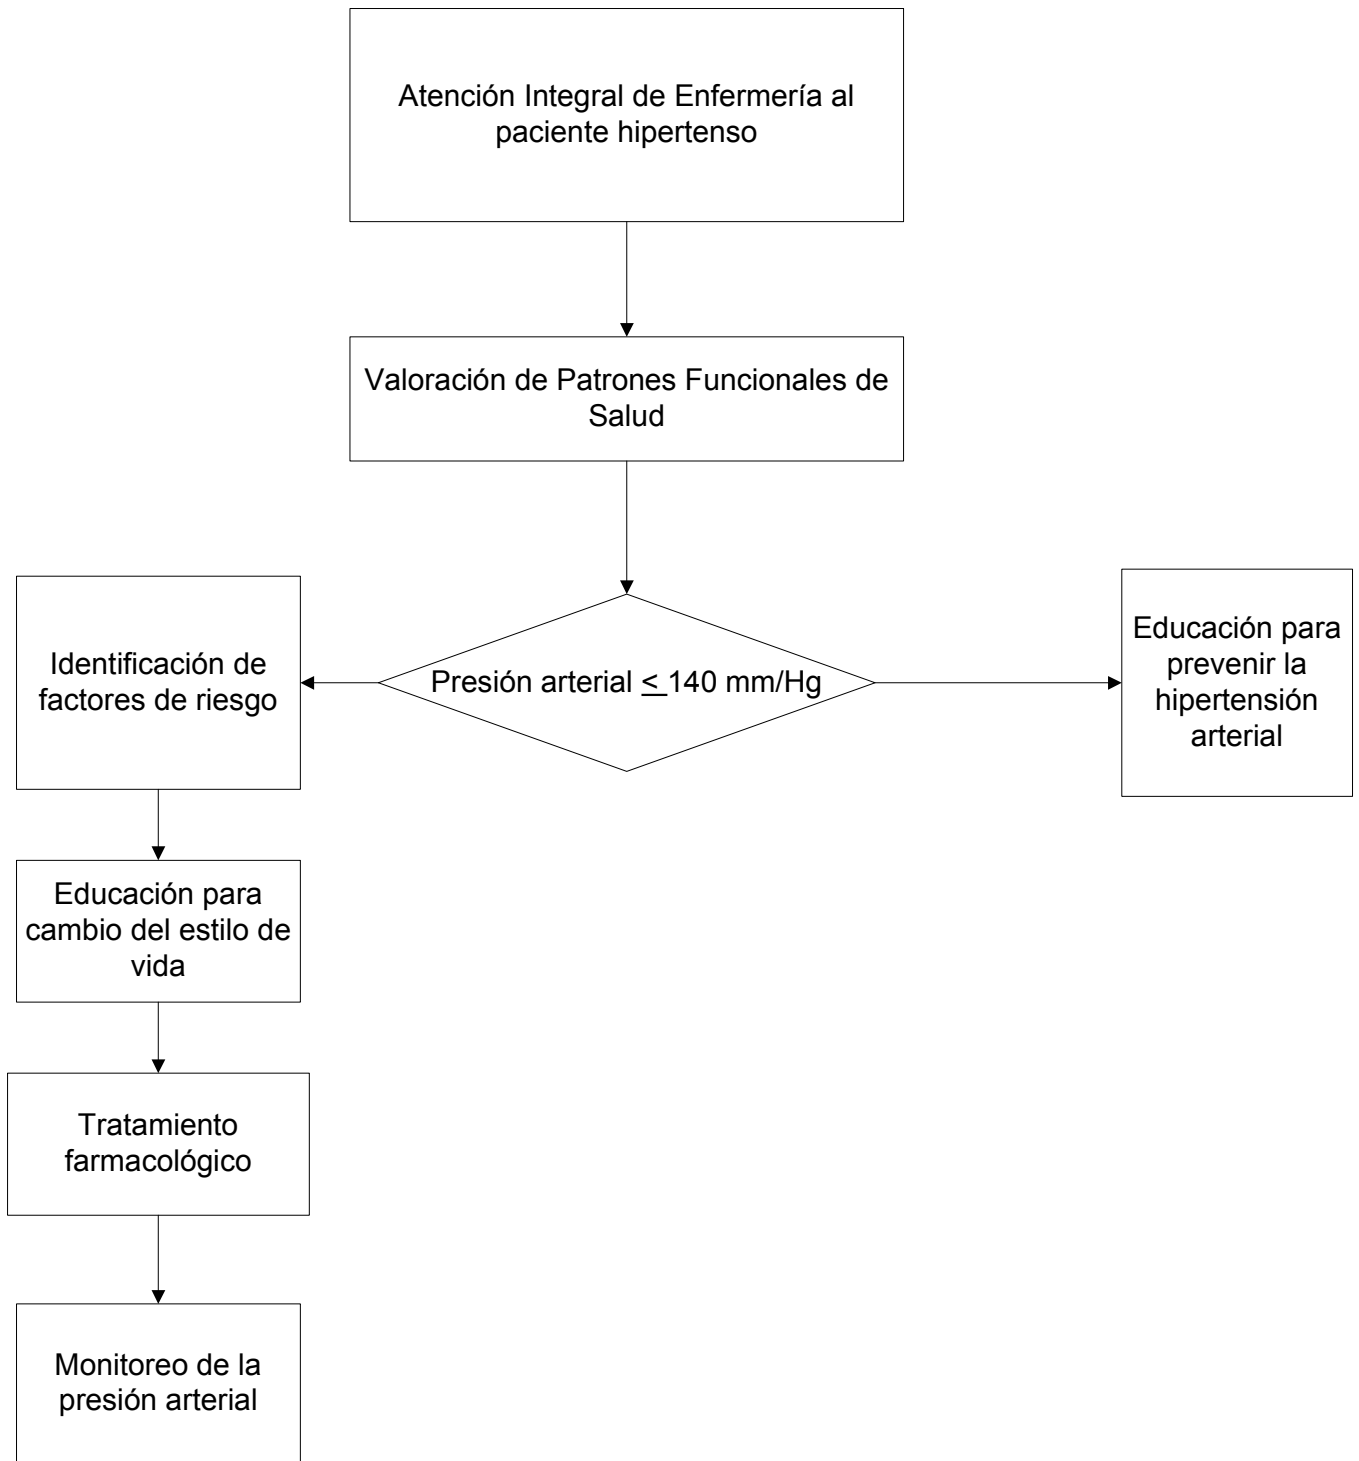 Atención Integral de Enfermería al
paciente hipertenso
Valoración de Patrones Funcionales de
Salud
Identificación de
factores de riesgo
Presión arterial ≤ 140 mm/Hg
Educación para
prevenir la
hipertensión
arterial
Educación para
cambio del estilo de
vida
Tratamiento
farmacológico
Monitoreo de la
presión arterial